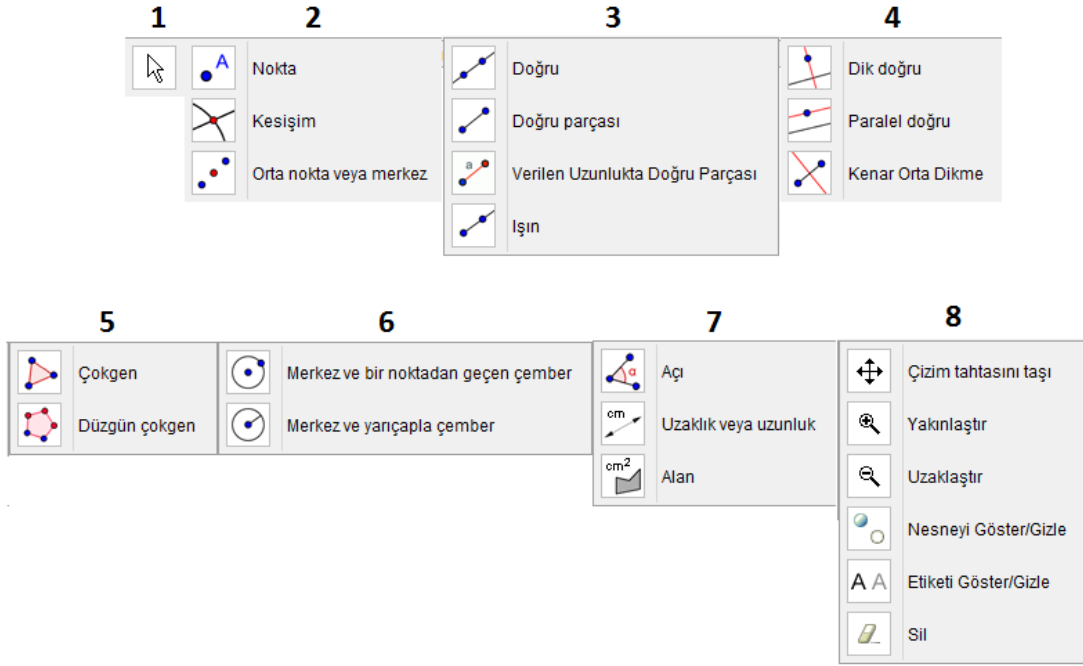 1 2 3 4
A Nokta
Kesişim
Orta nokta veya merkez
Doğru
Doğru parçası
a Verilen Uzunlukta Doğru Parçası
Işın
Dik doğru
Paralel doğru
Kenar Orta Dikme
5 6 7 8
Çokgen
Düzgün çokgen
Merkez ve bir noktadan geçen çember
Merkez ve yarıçapla çember
α Açı
cm Uzaklık veya uzunluk
cm² Alan
Çizim tahtasını taşı
Yakınlaştır
Uzaklaştır
Nesneyi Göster/Gizle
A A Etiketi Göster/Gizle
Sil